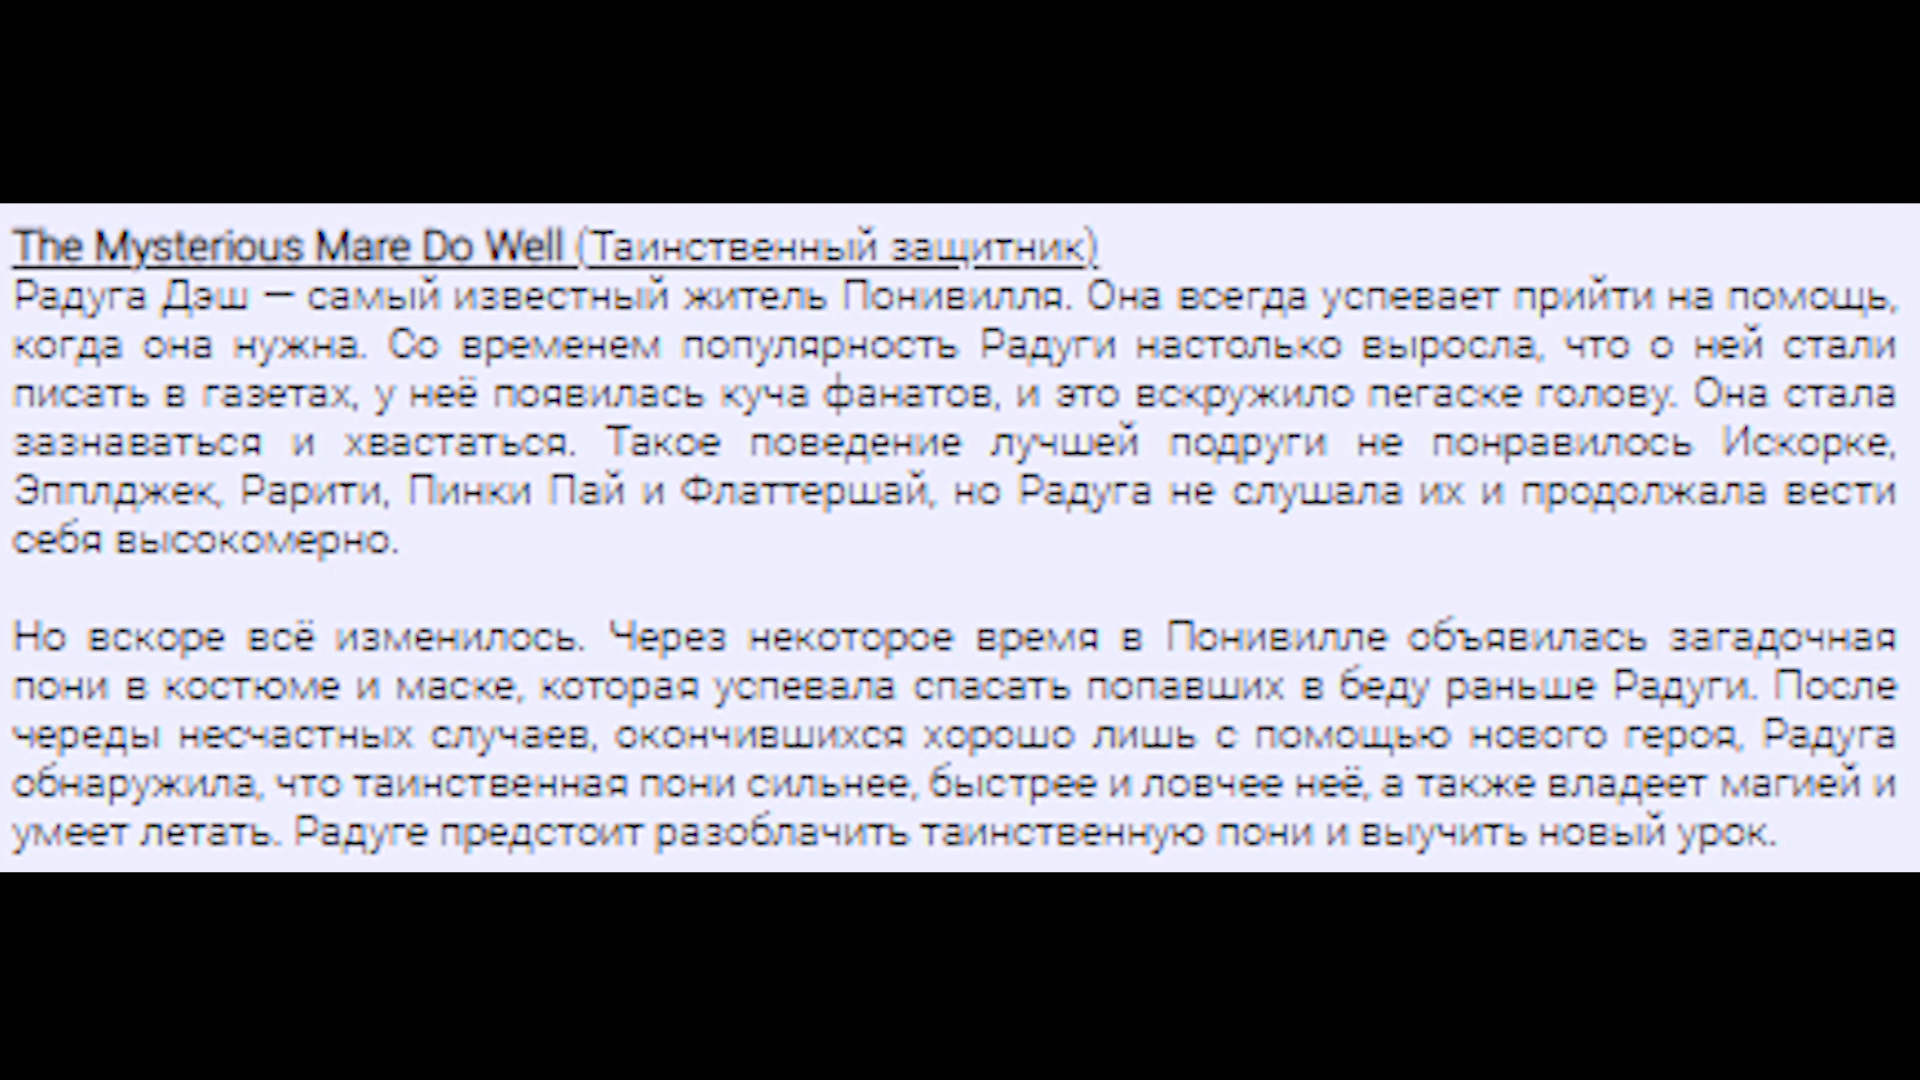 The Mysterious Mare Do Well (Таинственный защитник)
Радуга Дэш — самый известный житель Понивилля. Она всегда успевает прийти на помощь,
когда она нужна. Со временем популярность Радуги настолько выросла, что о ней стали
писать в газетах, у неё появилась куча фанатов, и это вскружило пегаске голову. Она стала
зазнаваться и хвастаться. Такое поведение лучшей подруги не понравилось Искорке,
Эпплджек, Рарити, Пинки Пай и Флаттершай, но Радуга не слушала их и продолжала вести
себя высокомерно.
Но вскоре всё изменилось. Через некоторое время в Понивилле объявилась загадочная
пони в костюме и маске, которая успевала спасать попавших в беду раньше Радуги. После
череды несчастных случаев, окончившихся хорошо лишь с помощью нового героя, Радуга
обнаружила, что таинственная пони сильнее, быстрее и ловчее неё, а также владеет магией и
умеет летать. Радуге предстоит разоблачить таинственную пони и выучить новый урок.